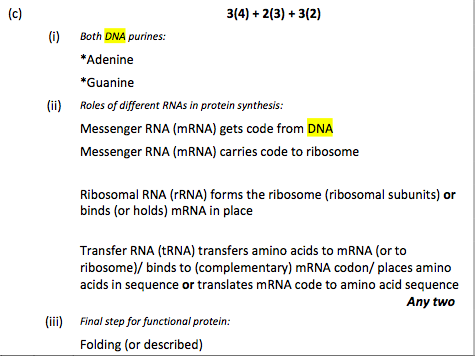 (c) 3(4) + 2(3) + 3(2)
(i) Both DNA purines:
*Adenine
*Guanine
(ii) Roles of different RNAs in protein synthesis:
Messenger RNA (mRNA) gets code from DNA
Messenger RNA (mRNA) carries code to ribosome
Ribosomal RNA (rRNA) forms the ribosome (ribosomal subunits) or
binds (or holds) mRNA in place
Transfer RNA (tRNA) transfers amino acids to mRNA (or to
ribosome)/ binds to (complementary) mRNA codon/ places amino
acids in sequence or translates mRNA code to amino acid sequence
Any two
(iii) Final step for functional protein:
Folding (or described)